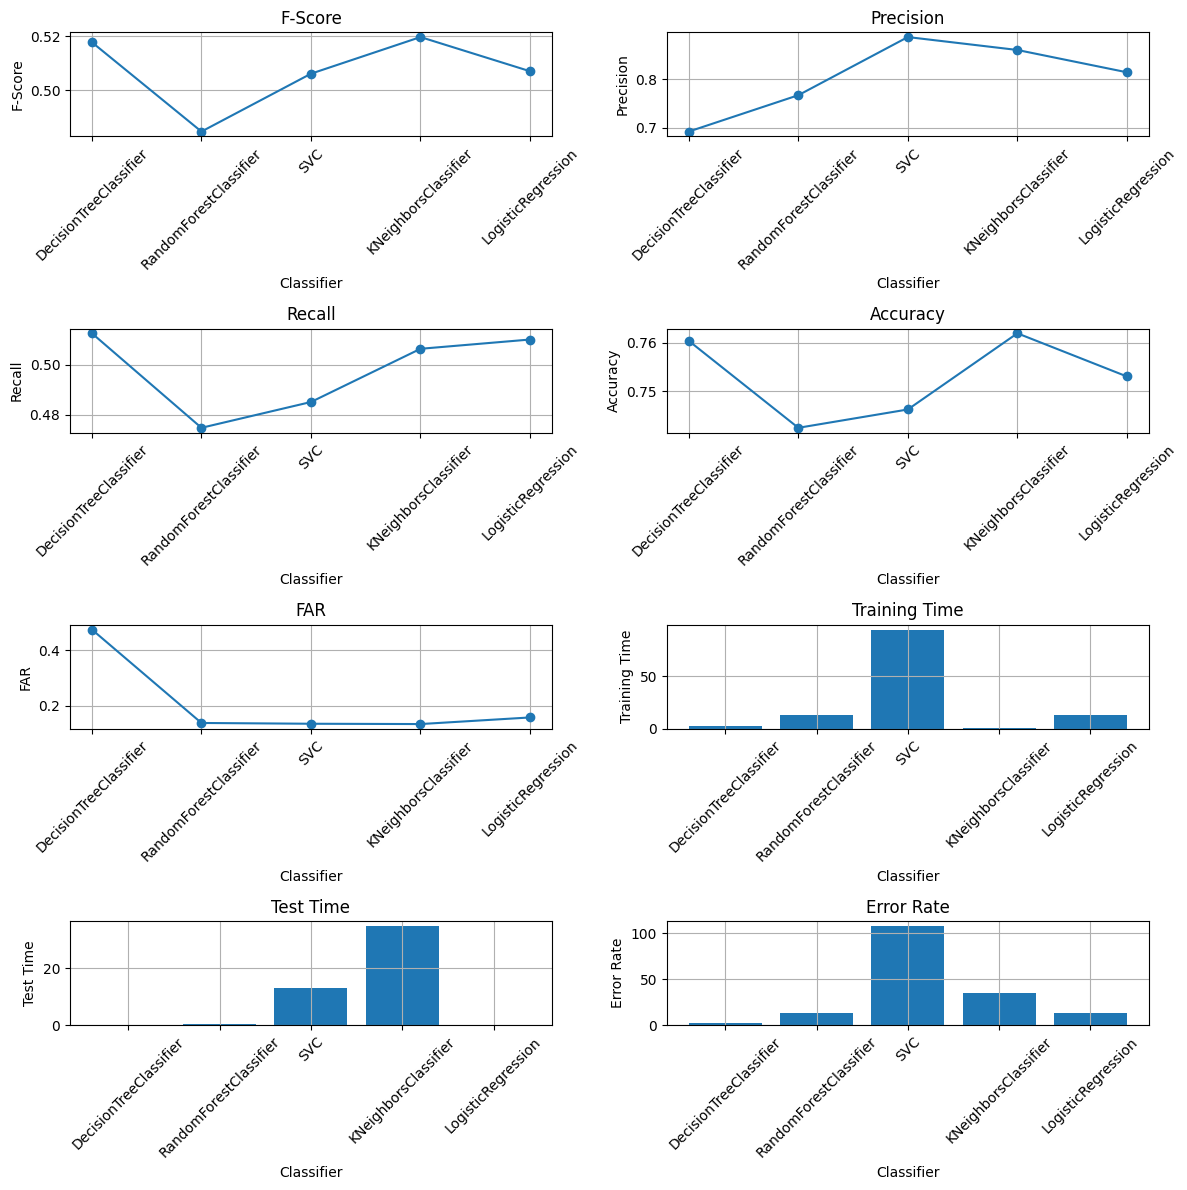 F-Score
F-Score
0.52
0.50
DecisionTreeClassifier
RandomForestClassifier
SVC
KNeighborsClassifier
LogisticRegression
Classifier
Precision
Precision
0.8
0.7
DecisionTreeClassifier
RandomForestClassifier
SVC
KNeighborsClassifier
LogisticRegression
Classifier
Recall
Recall
0.50
0.48
DecisionTreeClassifier
RandomForestClassifier
SVC
KNeighborsClassifier
LogisticRegression
Classifier
Accuracy
Accuracy
0.76
0.75
DecisionTreeClassifier
RandomForestClassifier
SVC
KNeighborsClassifier
LogisticRegression
Classifier
FAR
FAR
0.4
0.2
DecisionTreeClassifier
RandomForestClassifier
SVC
KNeighborsClassifier
LogisticRegression
Classifier
Training Time
Training Time
50
0
DecisionTreeClassifier
RandomForestClassifier
SVC
KNeighborsClassifier
LogisticRegression
Classifier
Test Time
Test Time
20
0
DecisionTreeClassifier
RandomForestClassifier
SVC
KNeighborsClassifier
LogisticRegression
Classifier
Error Rate
Error Rate
100
50
0
DecisionTreeClassifier
RandomForestClassifier
SVC
KNeighborsClassifier
LogisticRegression
Classifier